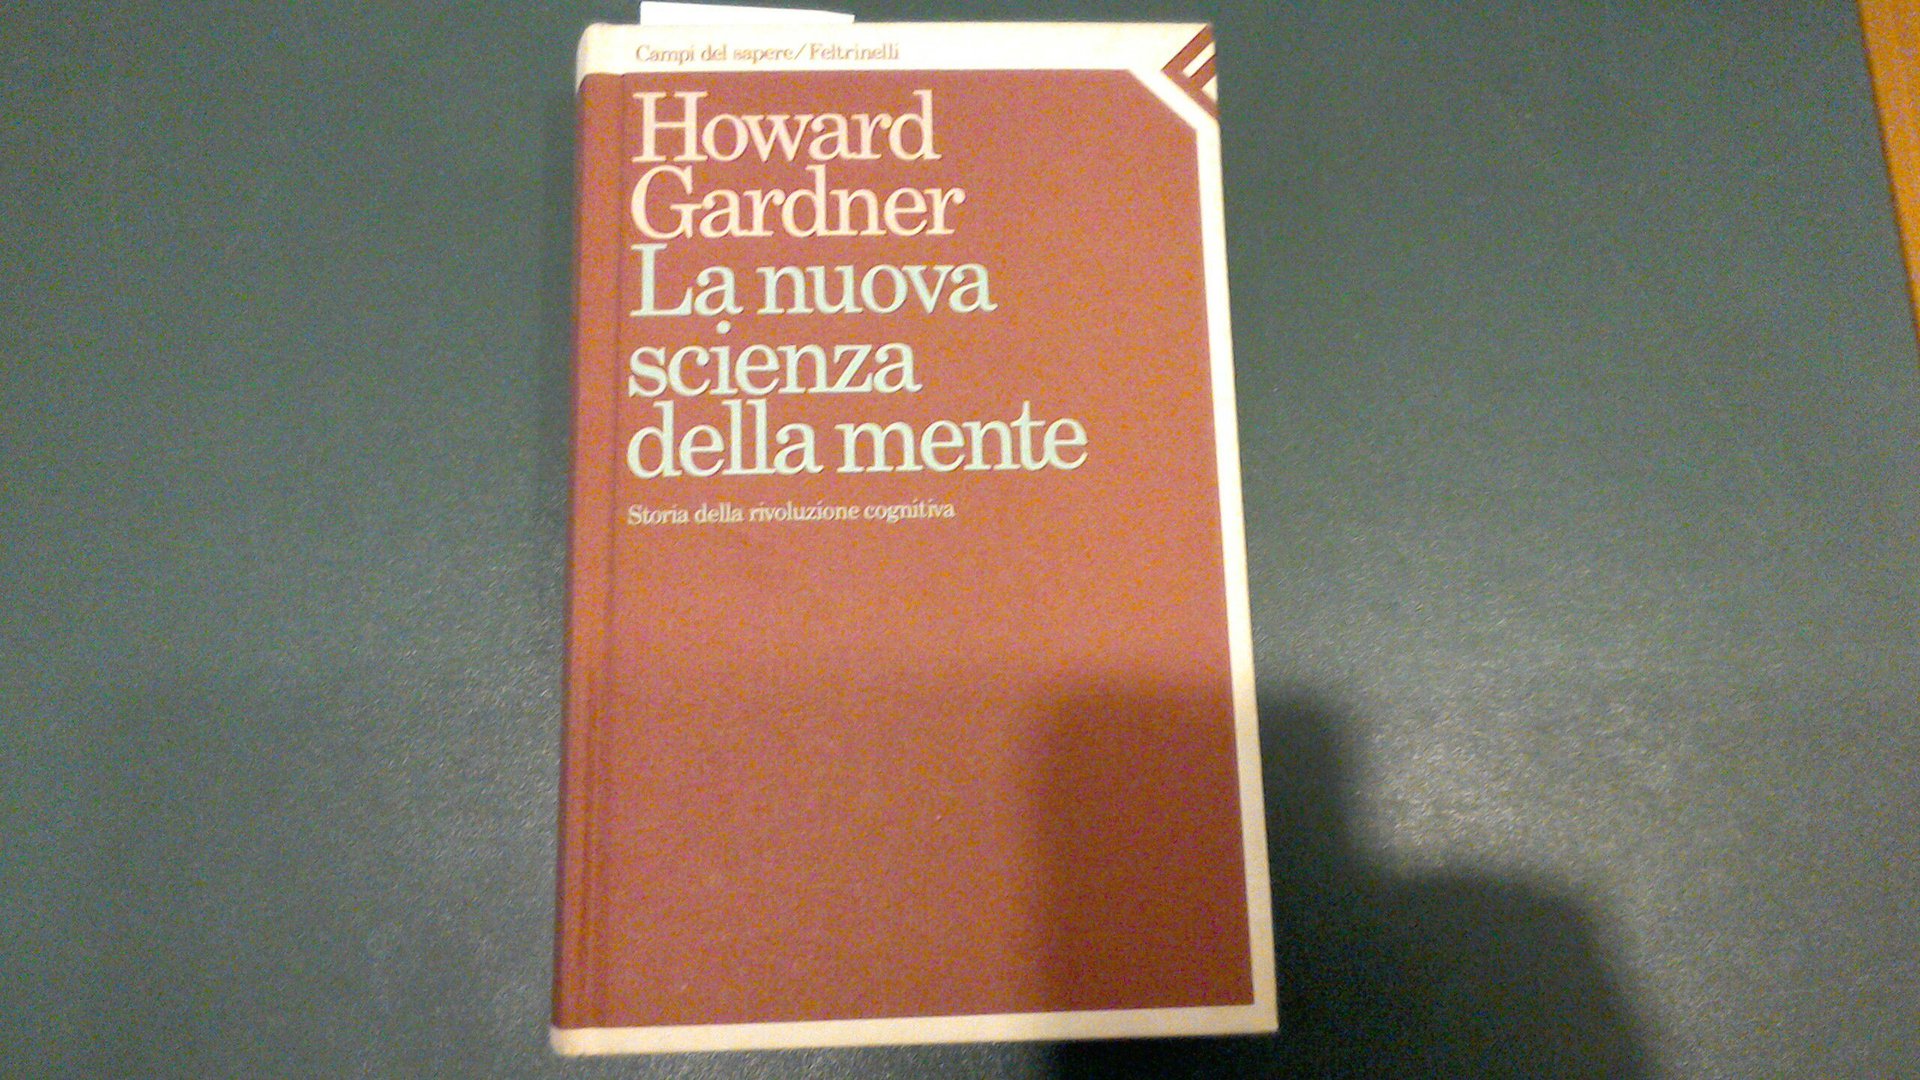 Campi del sapere/Feltrinelli
Howard
Gardner
La nuova
scienza
della mente
Storia della rivoluzione cognitiva